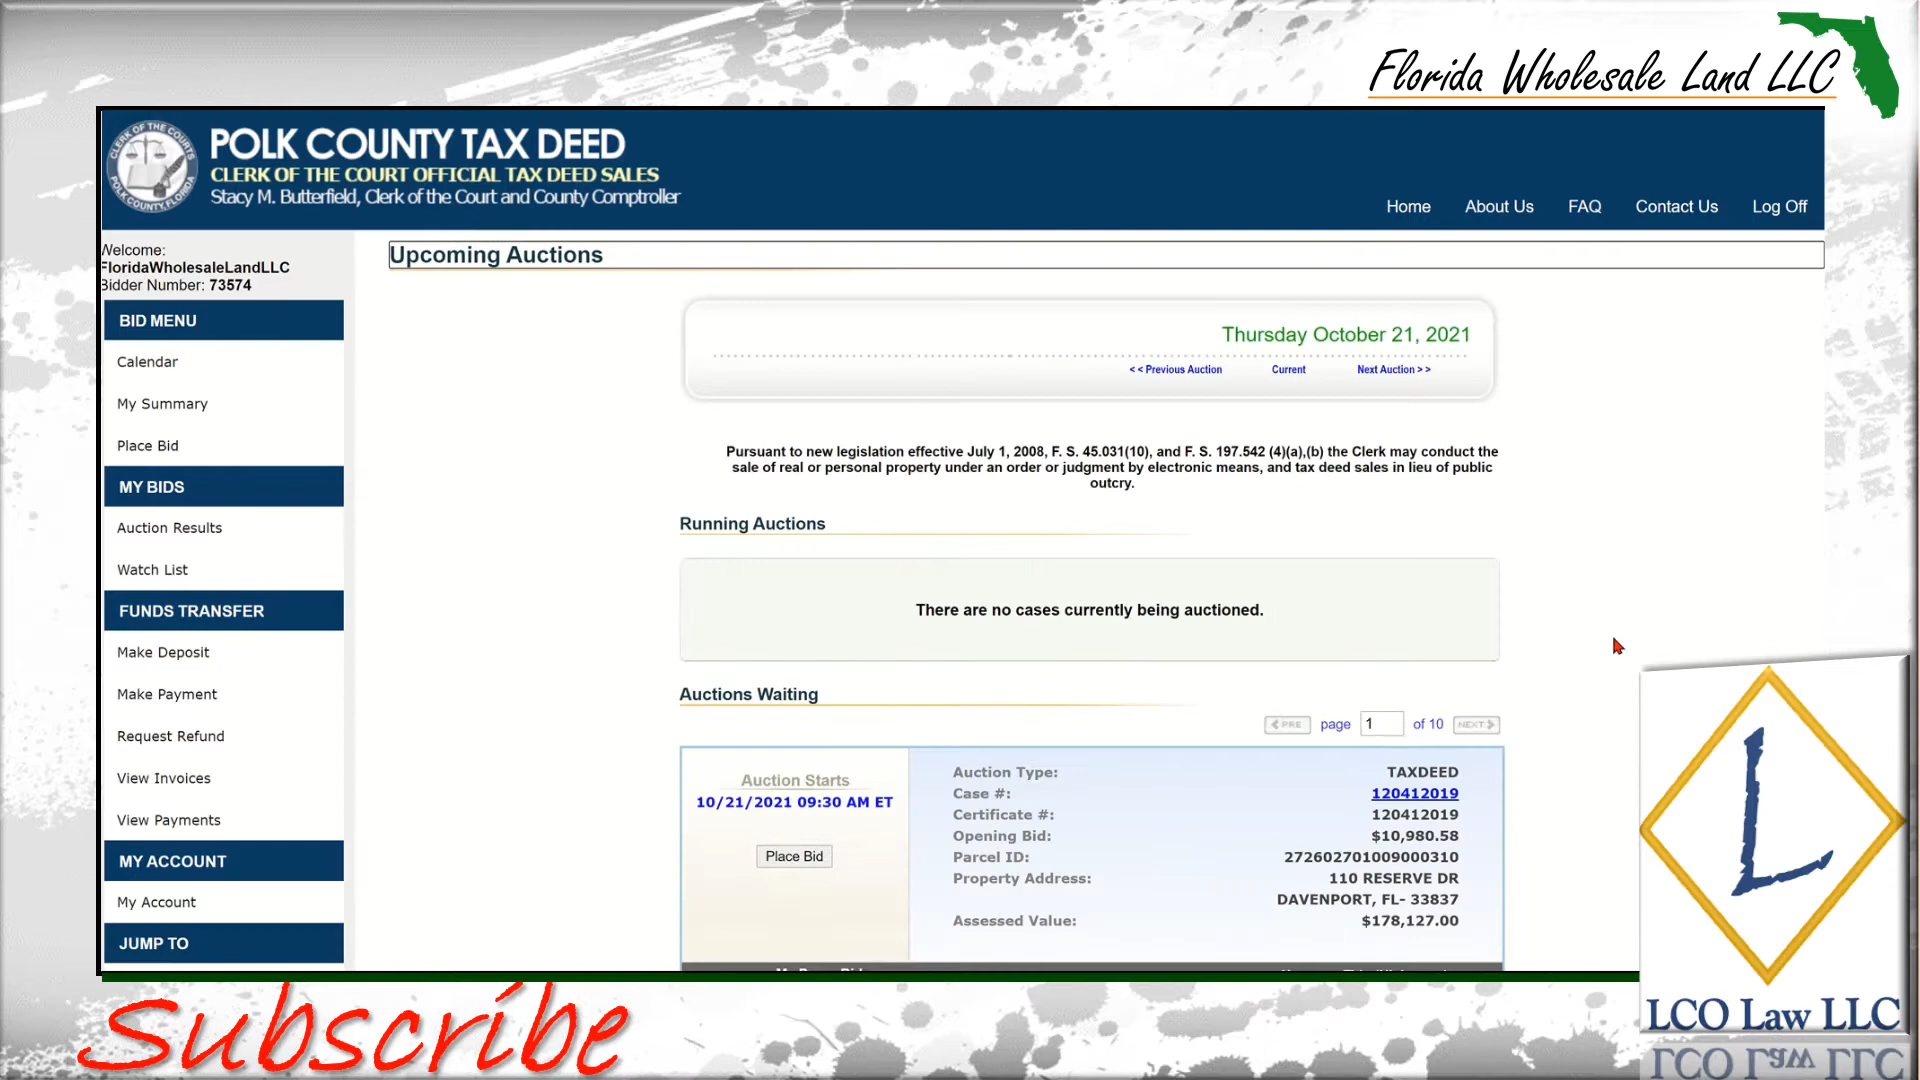 Florida Wholesale Land LLC
CLERK OF THE COURTS
POLK COUNTY, FLORIDA
POLK COUNTY TAX DEED
CLERK OF THE COURT OFFICIAL TAX DEED SALES
Stacy M. Butterfield, Clerk of the Court and County Comptroller
Home About Us FAQ Contact Us Log Off
Welcome:
FloridaWholesaleLandLLC
Bidder Number: 73574
BID MENU
Calendar
My Summary
Place Bid
MY BIDS
Auction Results
Watch List
FUNDS TRANSFER
Make Deposit
Make Payment
Request Refund
View Invoices
View Payments
MY ACCOUNT
My Account
JUMP TO
Upcoming Auctions
Thursday October 21, 2021
< < Previous Auction Current Next Auction > >
Pursuant to new legislation effective July 1, 2008, F. S. 45.031(10), and F. S. 197.542 (4)(a),(b) the Clerk may conduct the
sale of real or personal property under an order or judgment by electronic means, and tax deed sales in lieu of public
outcry.
Running Auctions
There are no cases currently being auctioned.
Auctions Waiting
PRE page 1 of 10 NEXT
Auction Starts
10/21/2021 09:30 AM ET
Place Bid
Auction Type: TAXDEED
Case #: 120412019
Certificate #: 120412019
Opening Bid: $10,980.58
Parcel ID: 272602701009000310
Property Address: 110 RESERVE DR
DAVENPORT, FL- 33837
Assessed Value: $178,127.00
Subscribe
L
LCO Law LLC